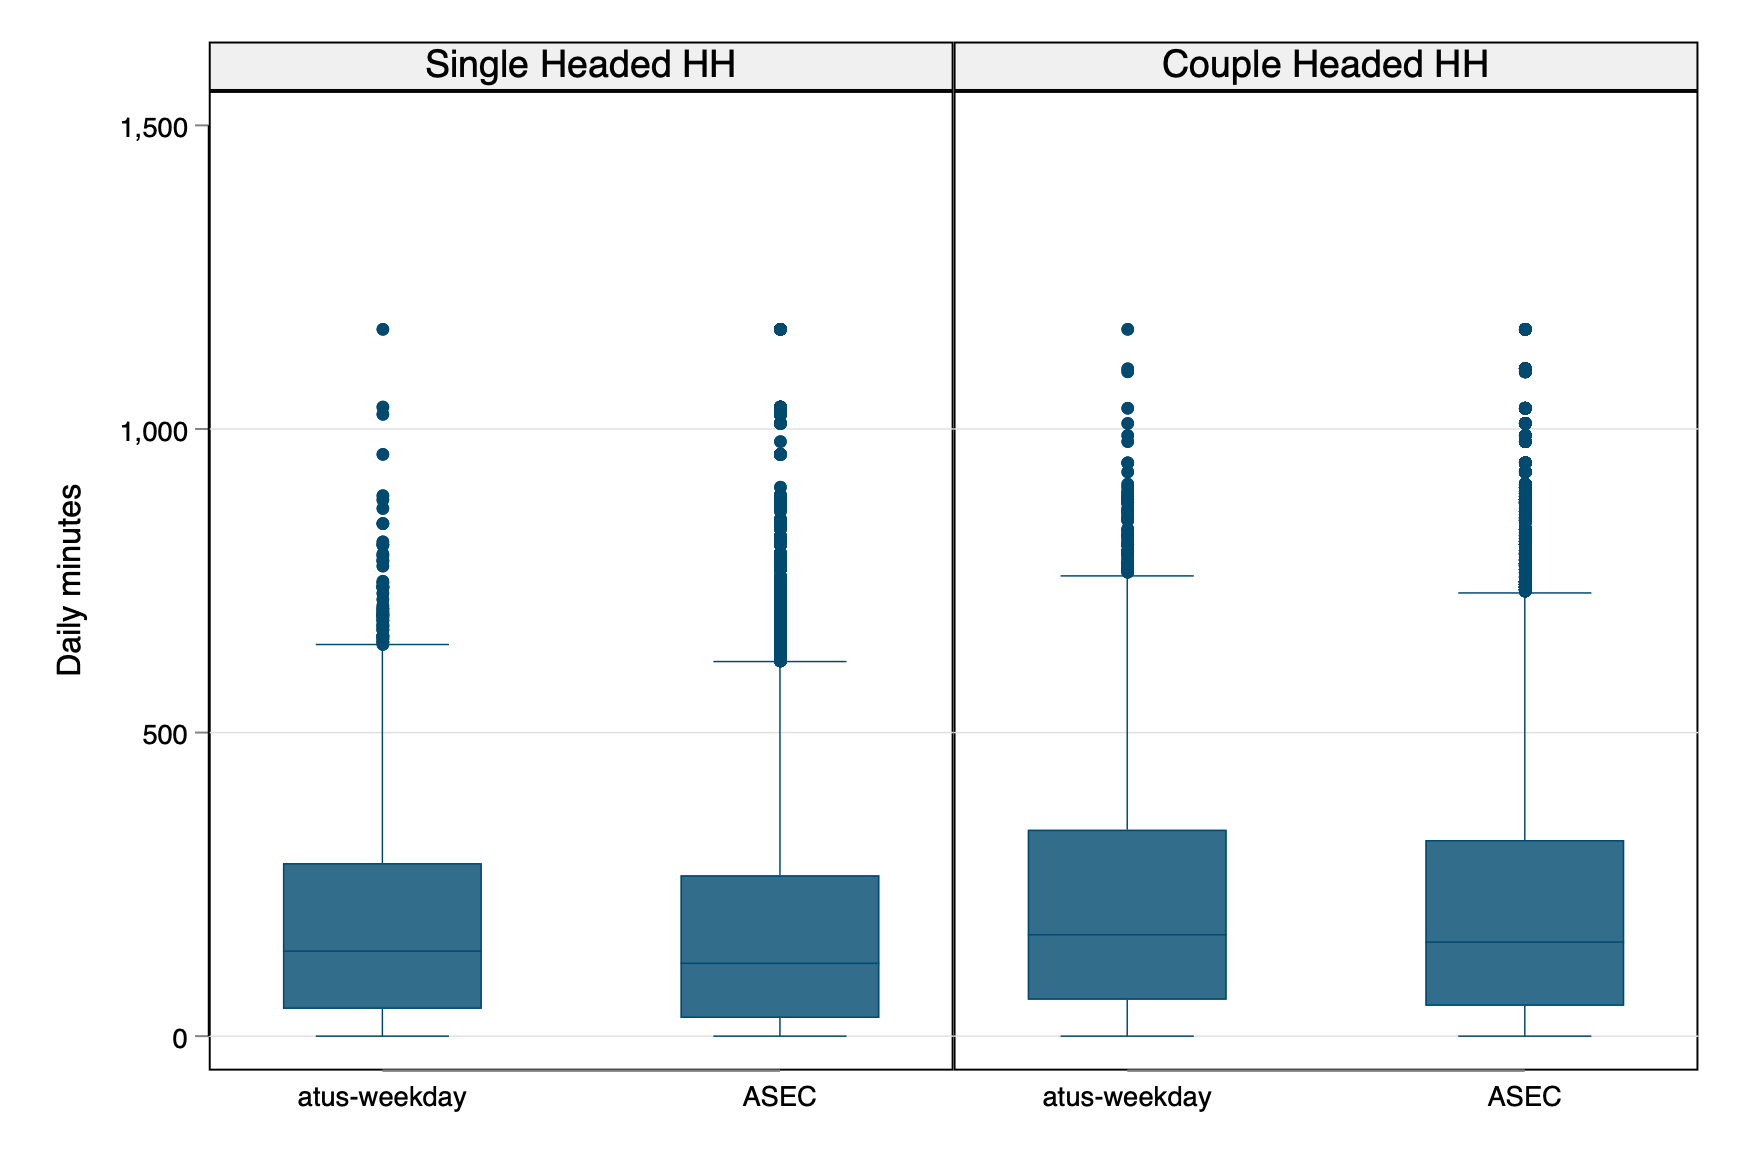 Single Headed HH
Couple Headed HH
Daily minutes
1,500
1,000
500
0
atus-weekday
ASEC
atus-weekday
ASEC